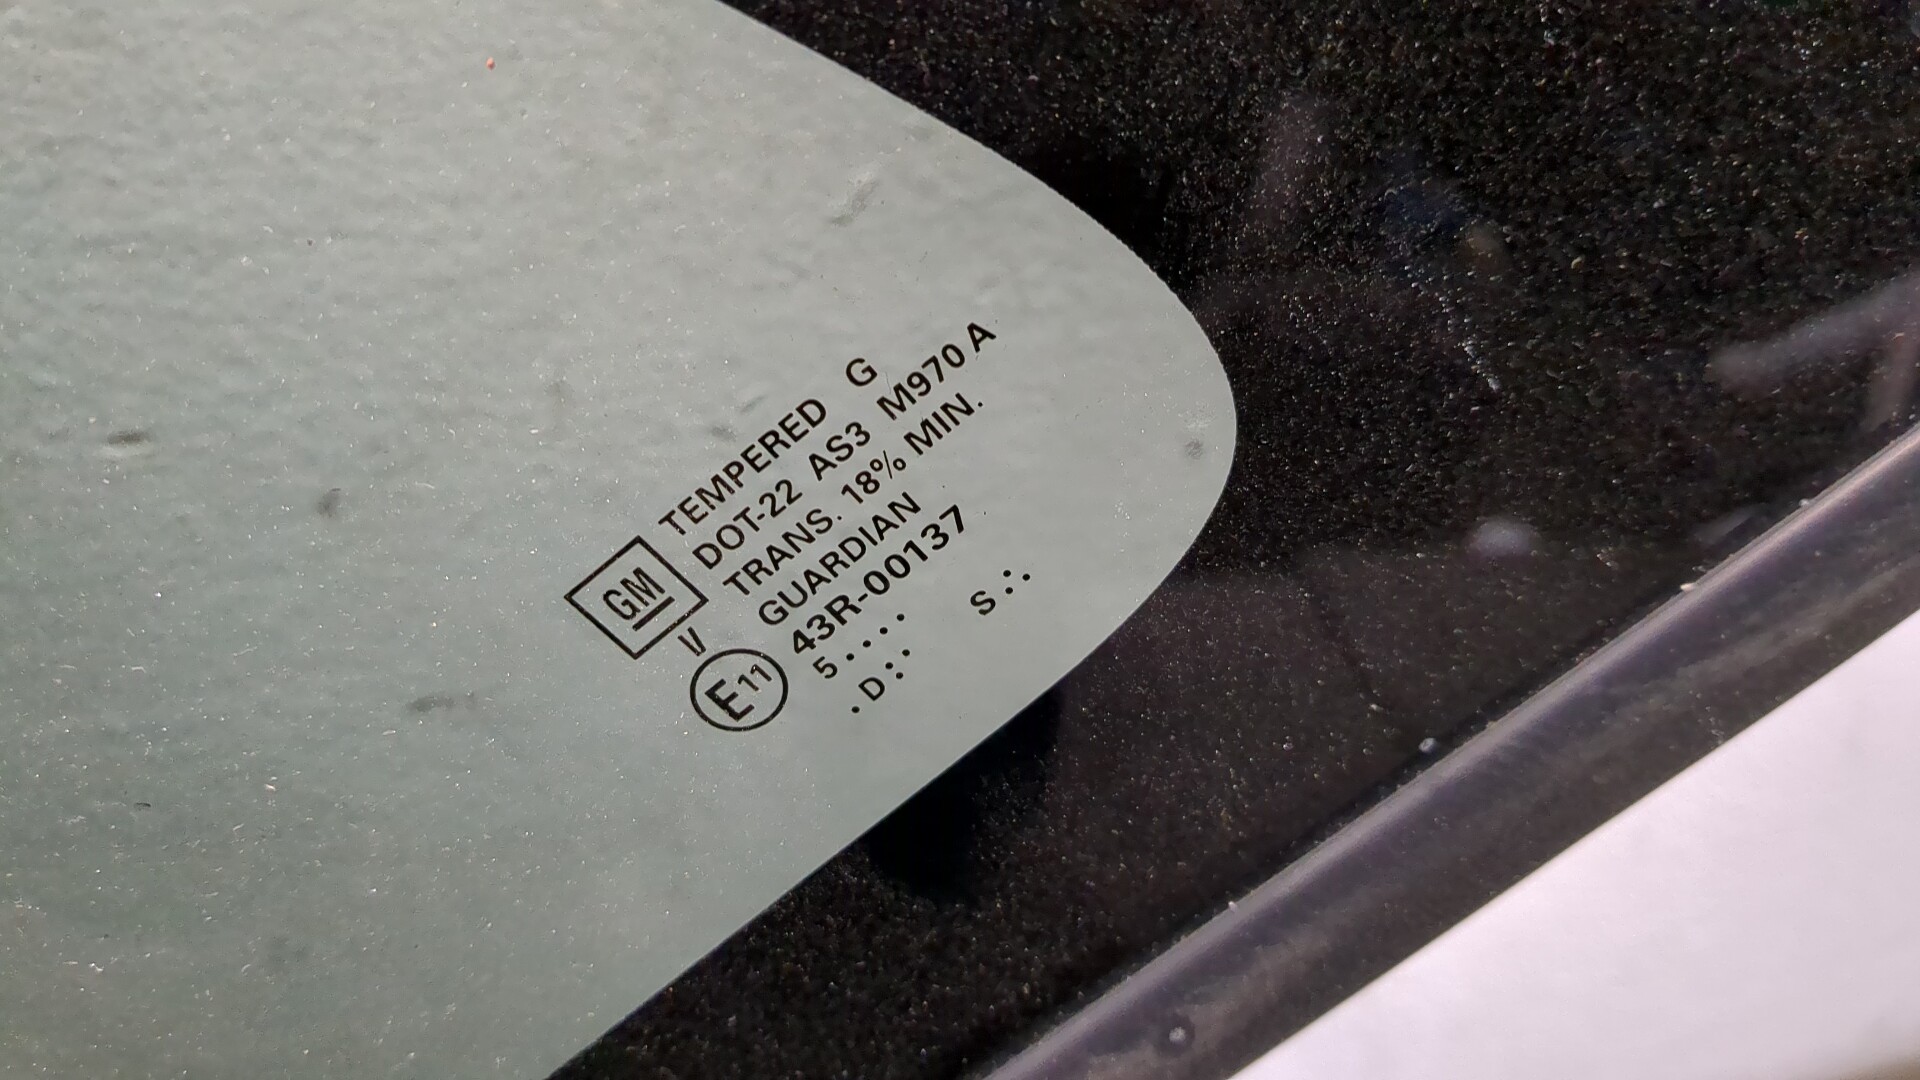 GM
TEMPERED G
DOT-22 AS3 M970 A
TRANS. 18% MIN.
GUARDIAN
V
E11
43R-00137
5....
.D:· S.:.